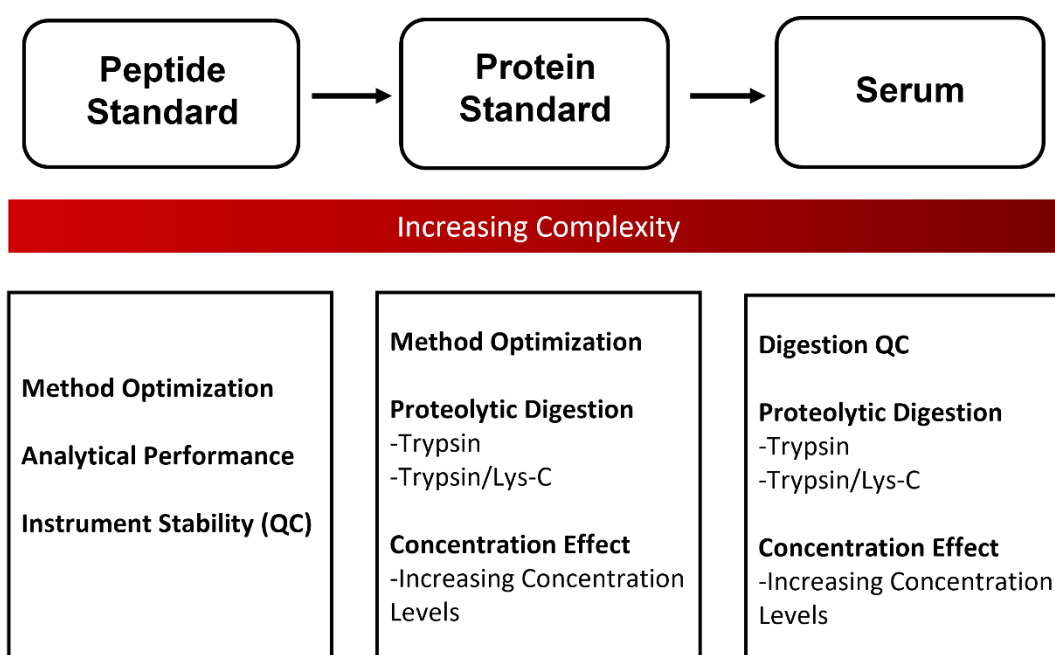 Peptide
Standard
Protein
Standard
Serum
Increasing Complexity
Method Optimization
Analytical Performance
Instrument Stability (QC)
Method Optimization
Proteolytic Digestion
-Trypsin
-Trypsin/Lys-C
Concentration Effect
-Increasing Concentration
Levels
Digestion QC
Proteolytic Digestion
-Trypsin
-Trypsin/Lys-C
Concentration Effect
-Increasing Concentration
Levels